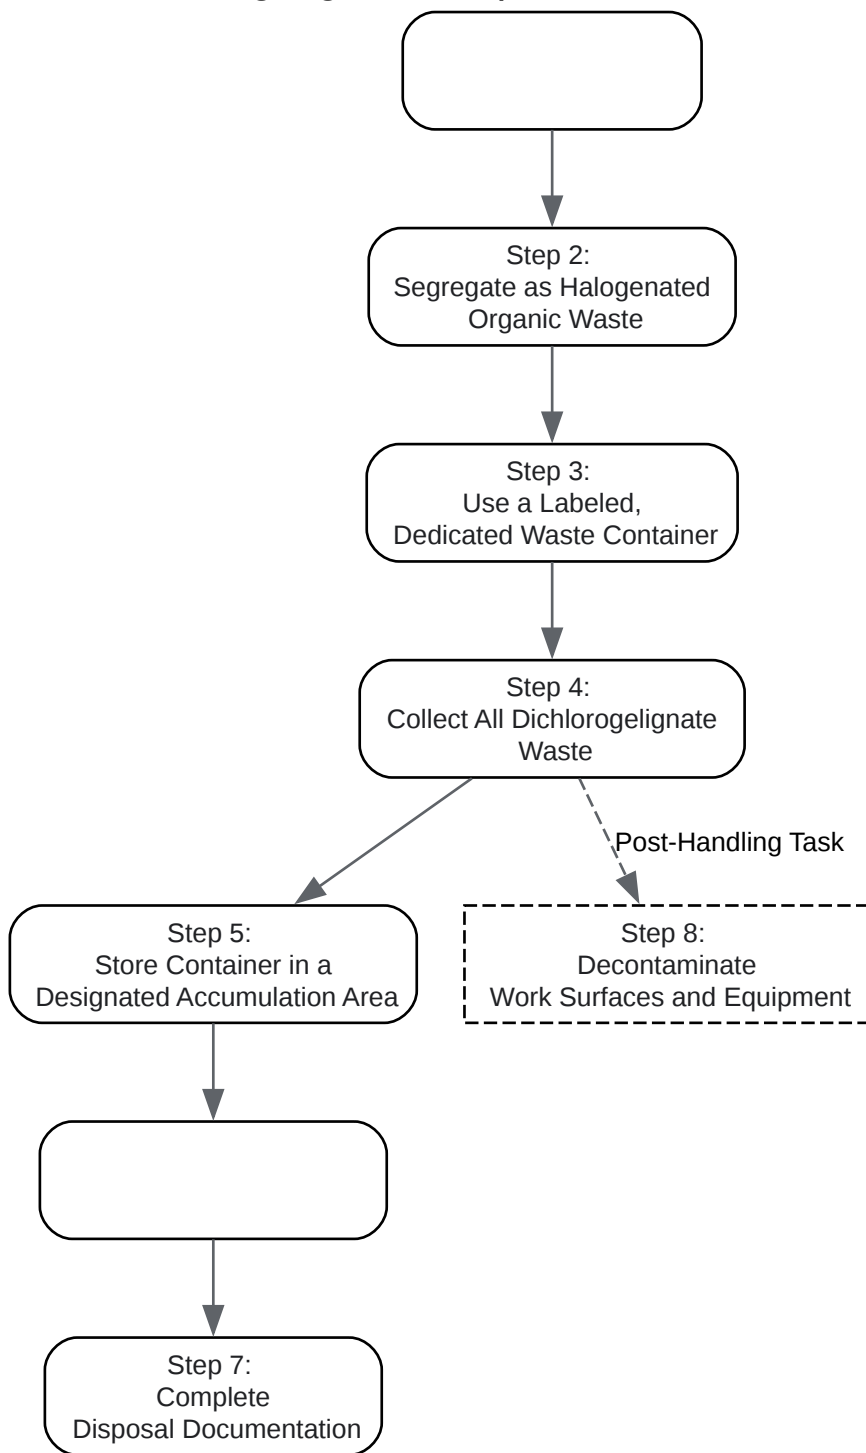 Step 2:
Segregate as Halogenated
Organic Waste
Step 3:
Use a Labeled,
Dedicated Waste Container
Step 4:
Collect All Dichlorogelignate
Waste
Post-Handling Task
Step 5:
Store Container in a
Designated Accumulation Area
Step 8:
Decontaminate
Work Surfaces and Equipment
Step 7:
Complete
Disposal Documentation